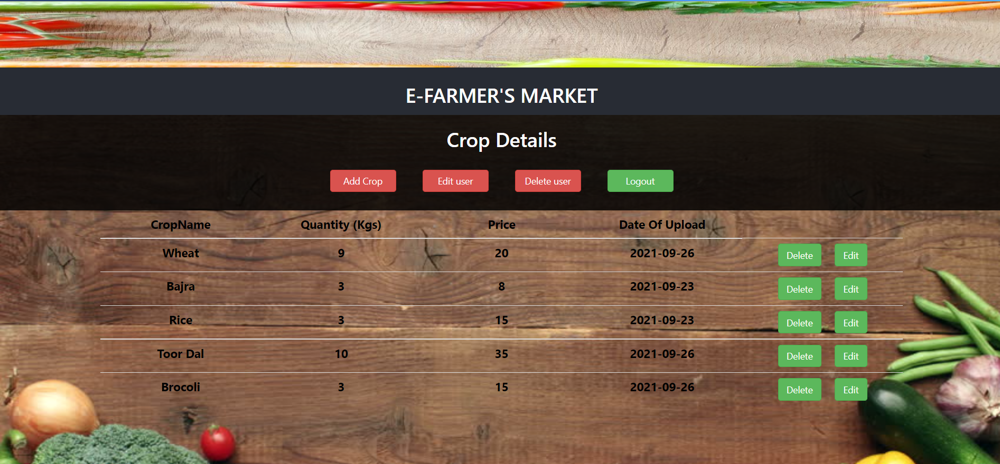 E-FARMER'S MARKET
Crop Details
Add Crop Edit user Delete user Logout
CropName Quantity (Kgs) Price Date Of Upload
Wheat 9 20 2021-09-26 Delete Edit
Bajra 3 8 2021-09-23 Delete Edit
Rice 3 15 2021-09-23 Delete Edit
Toor Dal 10 35 2021-09-26 Delete Edit
Brocoli 3 15 2021-09-26 Delete Edit